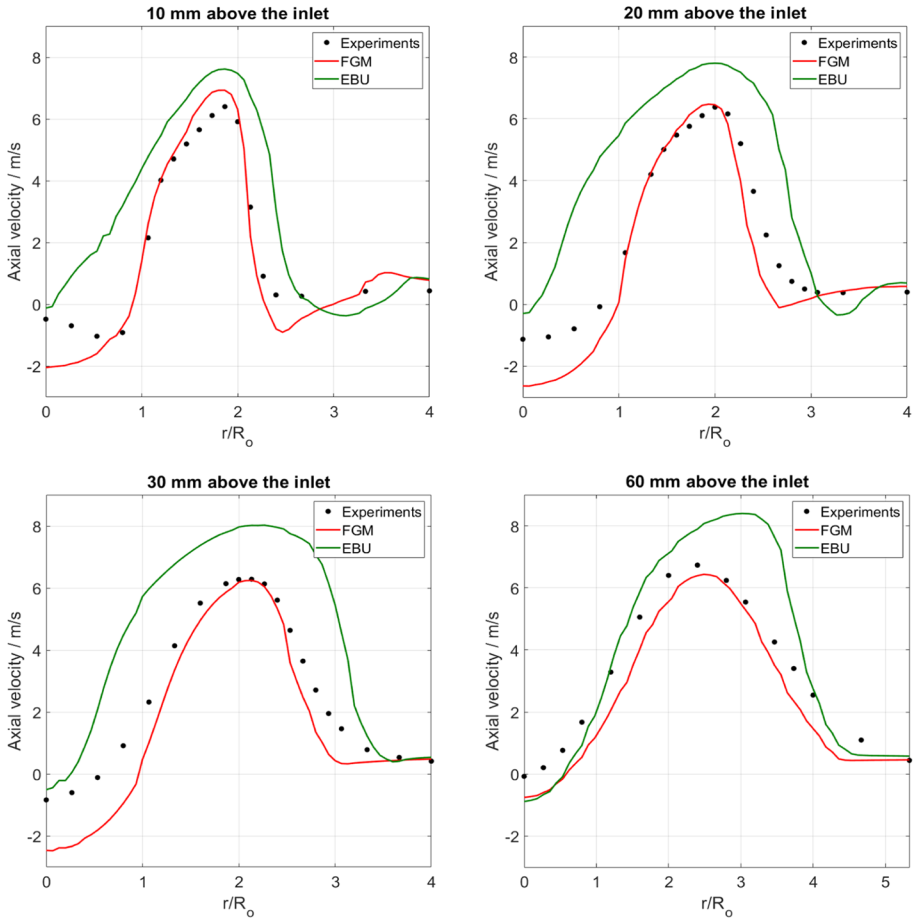 10 mm above the inlet
Axial velocity / m/s
8
6
4
2
0
-2
0 1 2 3 4
r/Ro
Experiments
FGM
EBU
20 mm above the inlet
Axial velocity / m/s
8
6
4
2
0
-2
0 1 2 3 4
r/Ro
Experiments
FGM
EBU
30 mm above the inlet
Axial velocity / m/s
8
6
4
2
0
-2
0 1 2 3 4
r/Ro
Experiments
FGM
EBU
60 mm above the inlet
Axial velocity / m/s
8
6
4
2
0
-2
0 1 2 3 4 5
r/Ro
Experiments
FGM
EBU